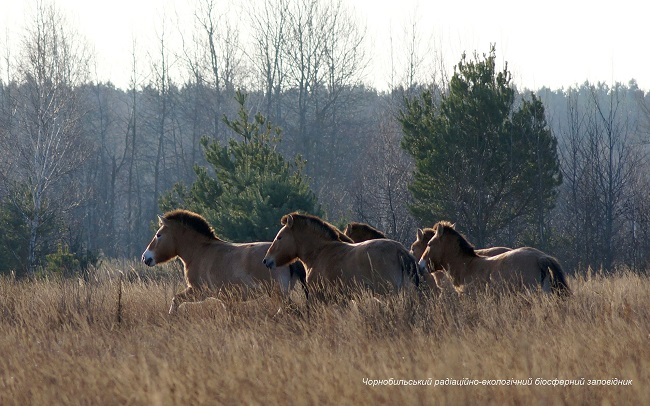 Чорнобильський радіаційно-екологічний біосферний заповідник